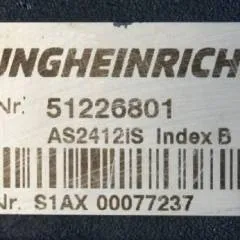 UNGHEINRICH
Nr. 51226801
AS2412iS Index B
Nr. S1AX 00077237